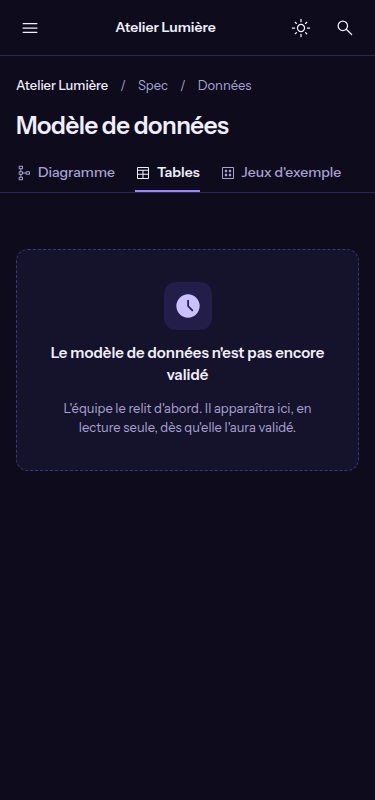 Atelier Lumière
Atelier Lumière / Spec / Données
Modèle de données
Diagramme Tables Jeux d'exemple
Le modèle de données n'est pas encore
validé
L'équipe le relit d'abord. Il apparaîtra ici, en
lecture seule, dès qu'elle l'aura validé.